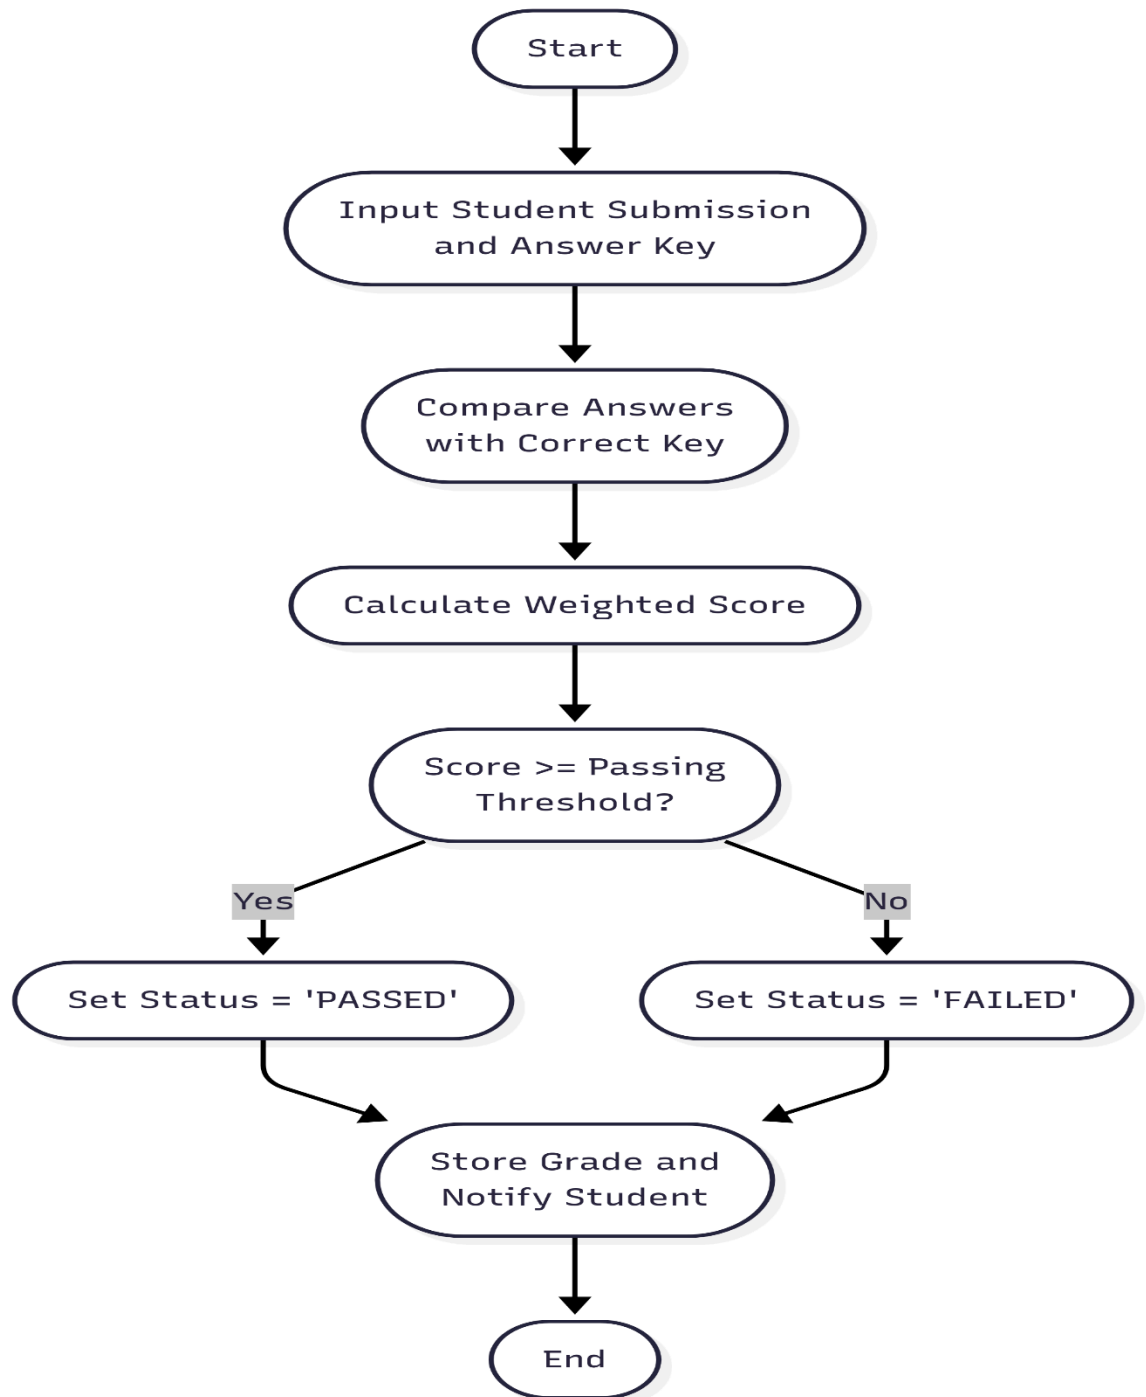 Start
Input Student Submission
and Answer Key
Compare Answers
with Correct Key
Calculate Weighted Score
Score >= Passing
Threshold?
Yes
No
Set Status = 'PASSED'
Set Status = 'FAILED'
Store Grade and
Notify Student
End